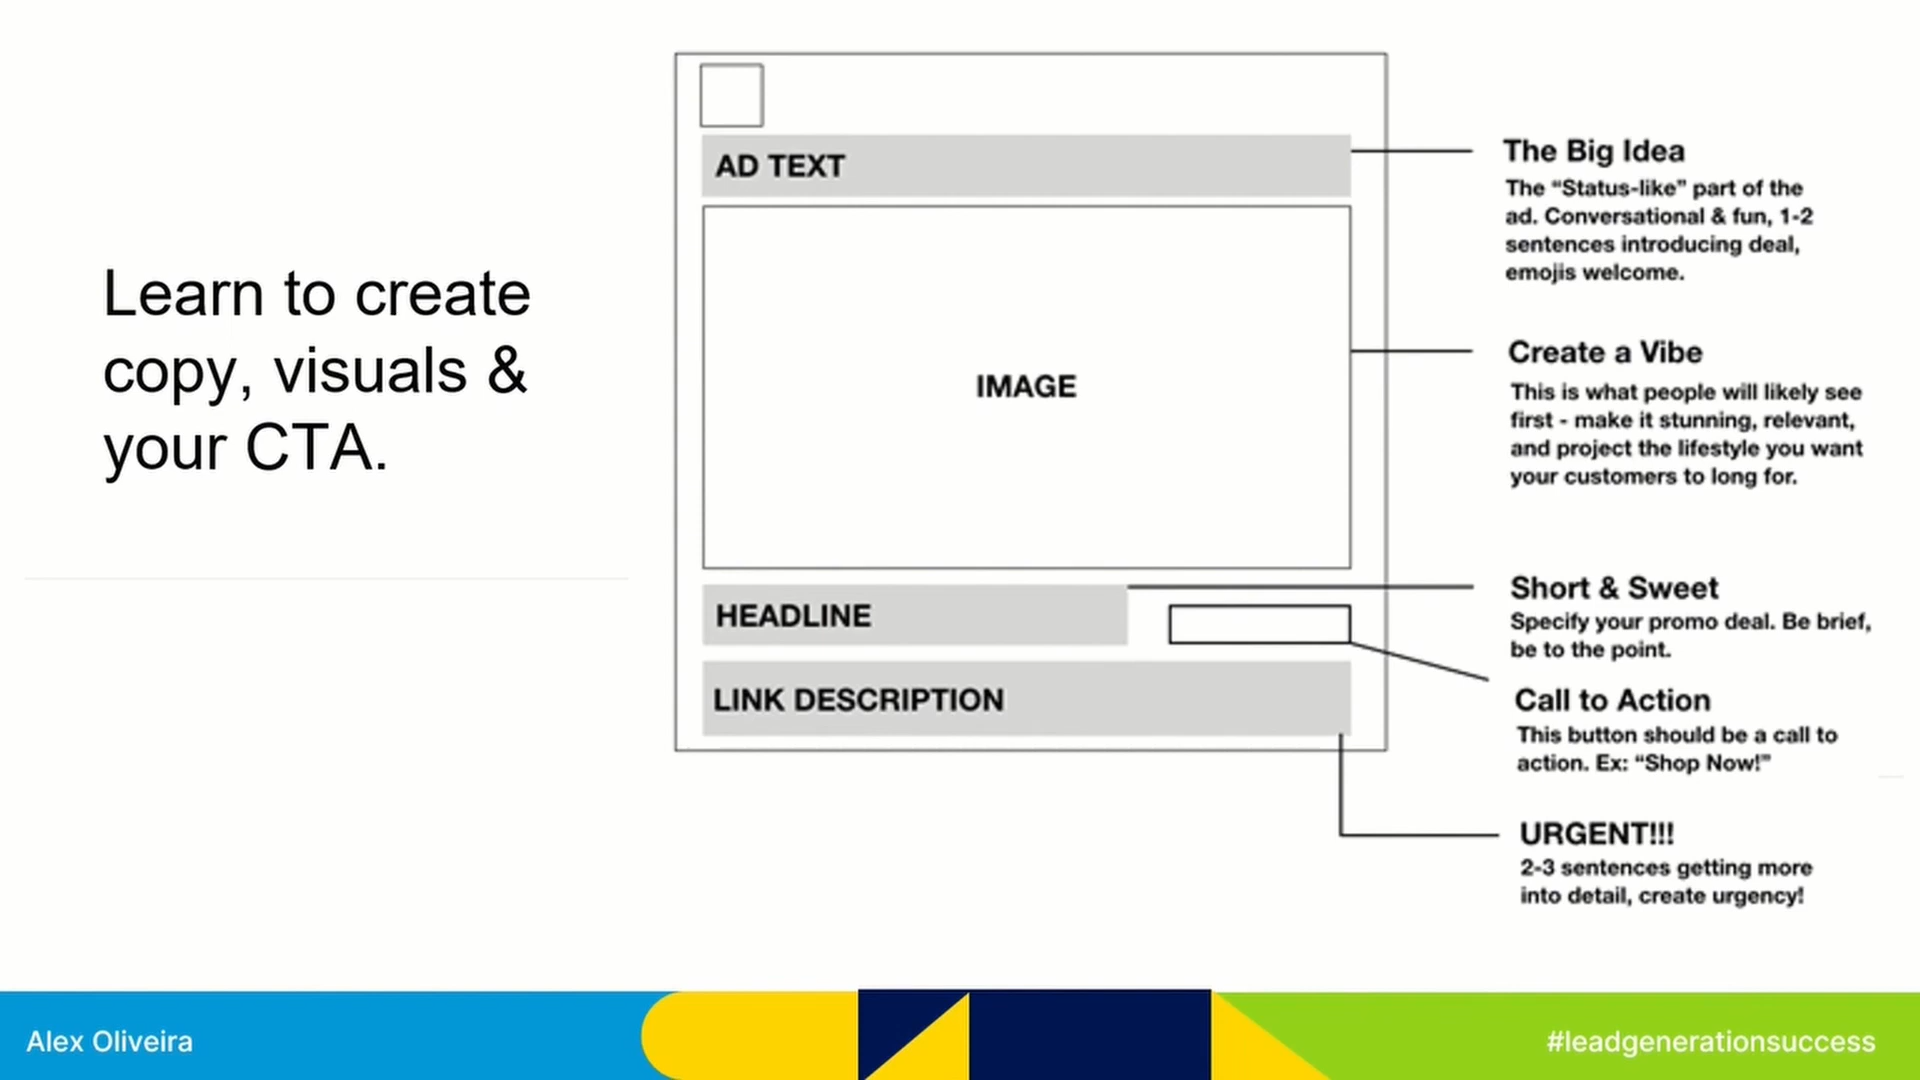 Learn to create
copy, visuals &
your CTA.
AD TEXT
IMAGE
HEADLINE
LINK DESCRIPTION
The Big Idea
The “Status-like” part of the
ad. Conversational & fun, 1-2
sentences introducing deal,
emojis welcome.
Create a Vibe
This is what people will likely see
first - make it stunning, relevant,
and project the lifestyle you want
your customers to long for.
Short & Sweet
Specify your promo deal. Be brief,
be to the point.
Call to Action
This button should be a call to
action. Ex: “Shop Now!”
URGENT!!!
2-3 sentences getting more
into detail, create urgency!
Alex Oliveira
#leadgenerationsuccess